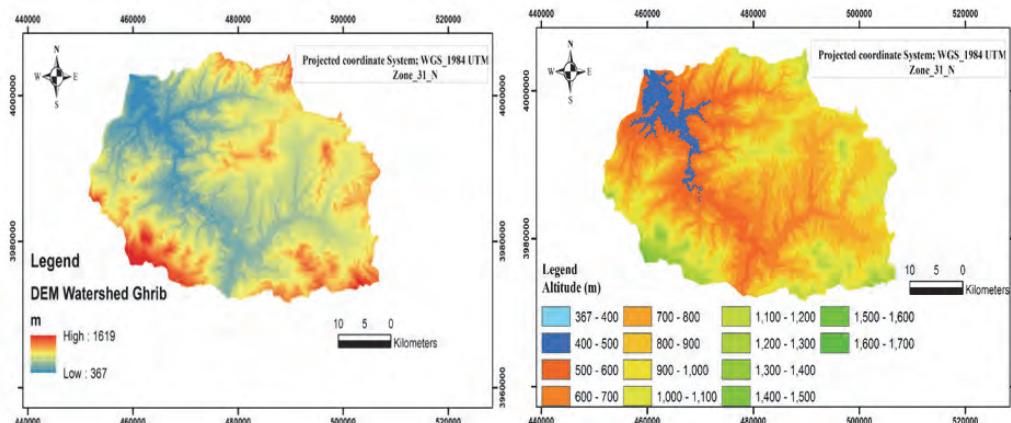 440000 460000 480000 500000 520000
N
W E
S
Projected coordinate System; WGS_1984 UTM
Zone_31_N
4000000
3980000
Legend
DEM Watershed Ghrib
m
High : 1619
Low : 367
10 5 0
Kilometers
440000 460000 480000 500000 520000
440000 460000 480000 500000 520000
N
W E
S
Projected coordinate System; WGS_1984 UTM
Zone_31_N
4000000
3980000
3960000
Legend
Altitude (m)
367 - 400 700 - 800 1,100 - 1,200 1,500 - 1,600
400 - 500 800 - 900 1,200 - 1,300 1,600 - 1,700
500 - 600 900 - 1,000 1,300 - 1,400
600 - 700 1,000 - 1,100 1,400 - 1,500
10 5 0
Kilometers
440000 460000 480000 500000 520000